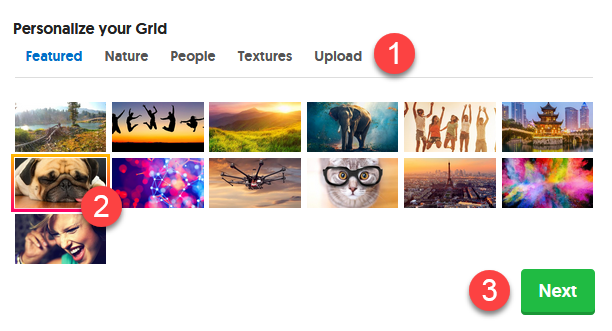 Personalize your Grid
Featured Nature People Textures Upload 1
2
3 Next